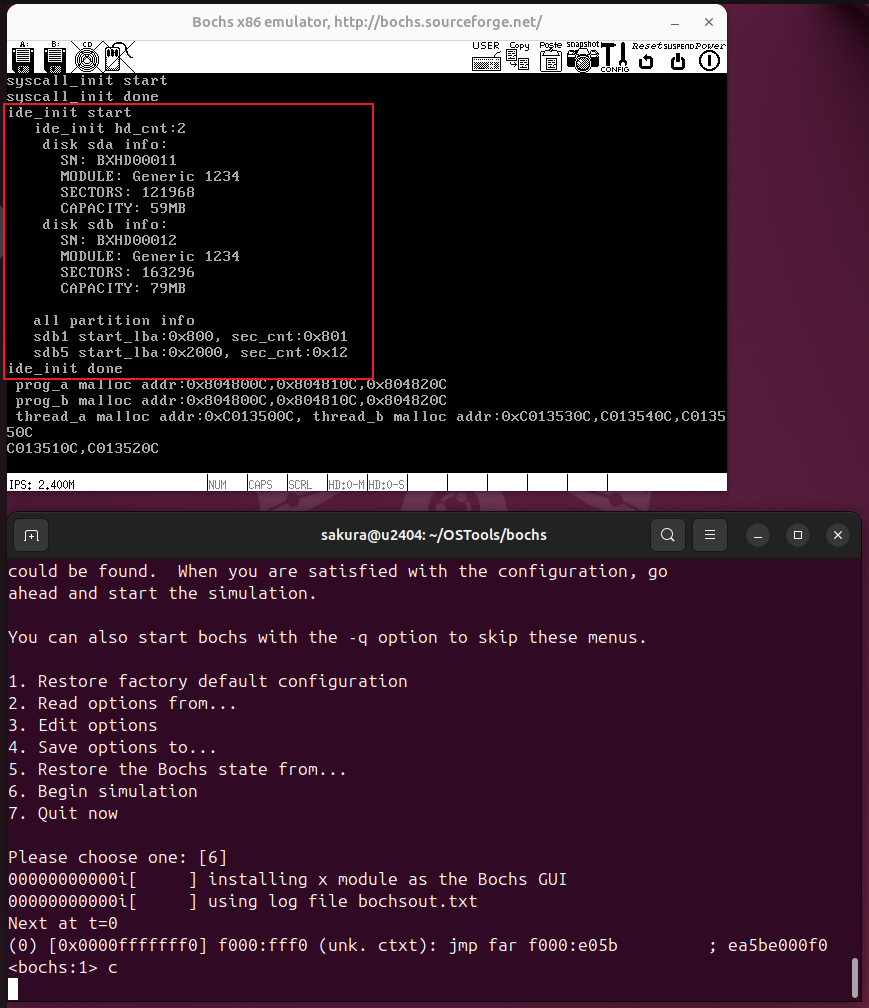 Bochs x86 emulator, http://bochs.sourceforge.net/
A: B: CD USER Copy Poste snapshot CONFIG Reset SUSPEND Power
syscall_init start
syscall_init done
ide_init start
ide_init hd_cnt:2
disk sda info:
SN: BXHD00011
MODULE: Generic 1234
SECTORS: 121968
CAPACITY: 59MB
disk sdb info:
SN: BXHD00012
MODULE: Generic 1234
SECTORS: 163296
CAPACITY: 79MB
all partition info
sdb1 start_lba:0x800, sec_cnt:0x801
sdb5 start_lba:0x2000, sec_cnt:0x12
ide_init done
prog_a malloc addr:0x804800C,0x804810C,0x804820C
prog_b malloc addr:0x804800C,0x804810C,0x804820C
thread_a malloc addr:0xC013500C, thread_b malloc addr:0xC013530C,C013540C,C0135
50C
C013510C,C013520C
IPS: 2.400M NUM CAPS SCRL HD:0-M HD:0-S
sakura@u2404: ~/OSTools/bochs
could be found.  When you are satisfied with the configuration, go
ahead and start the simulation.
You can also start bochs with the -q option to skip these menus.
1. Restore factory default configuration
2. Read options from...
3. Edit options
4. Save options to...
5. Restore the Bochs state from...
6. Begin simulation
7. Quit now
Please choose one: [6]
00000000000i[      ] installing x module as the Bochs GUI
00000000000i[      ] using log file bochsout.txt
Next at t=0
(0) [0x0000fffffff0] f000:fff0 (unk. ctxt): jmp far f000:e05b         ; ea5be000f0
<bochs:1> c